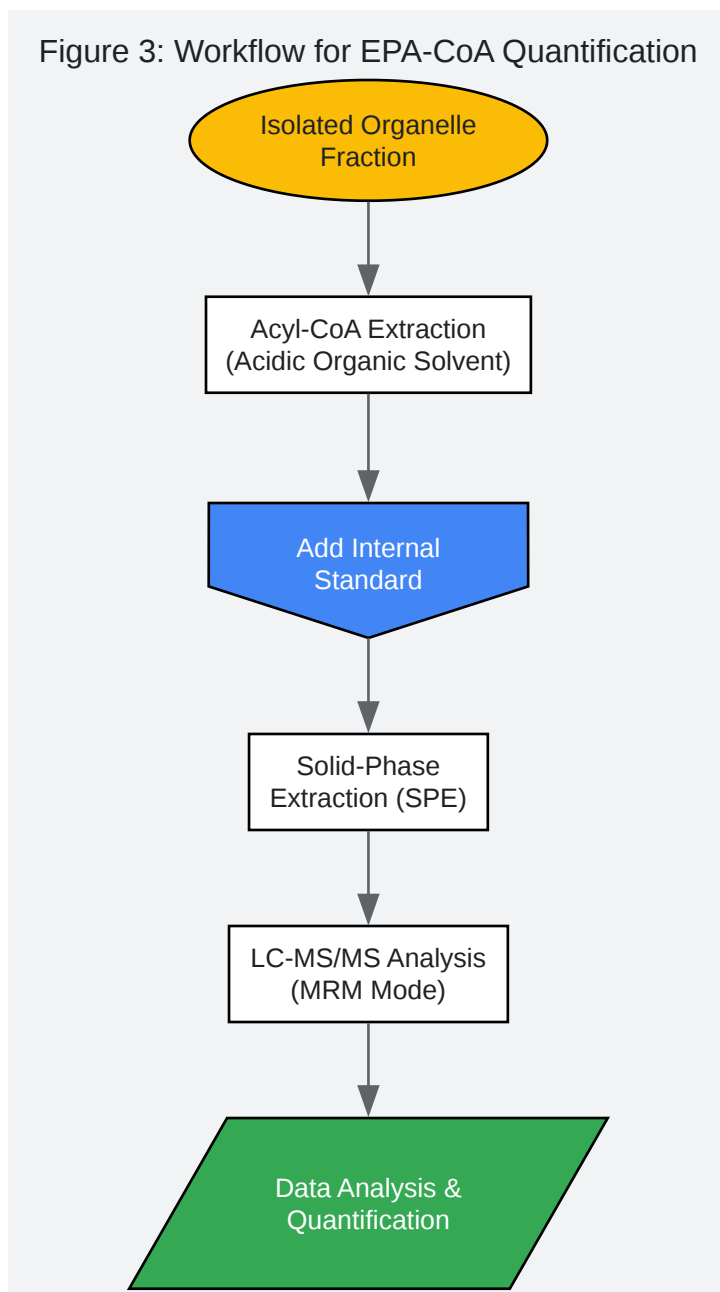 Figure 3: Workflow for EPA-CoA Quantification
Isolated Organelle
Fraction
Acyl-CoA Extraction
(Acidic Organic Solvent)
Add Internal
Standard
Solid-Phase
Extraction (SPE)
LC-MS/MS Analysis
(MRM Mode)
Data Analysis &
Quantification